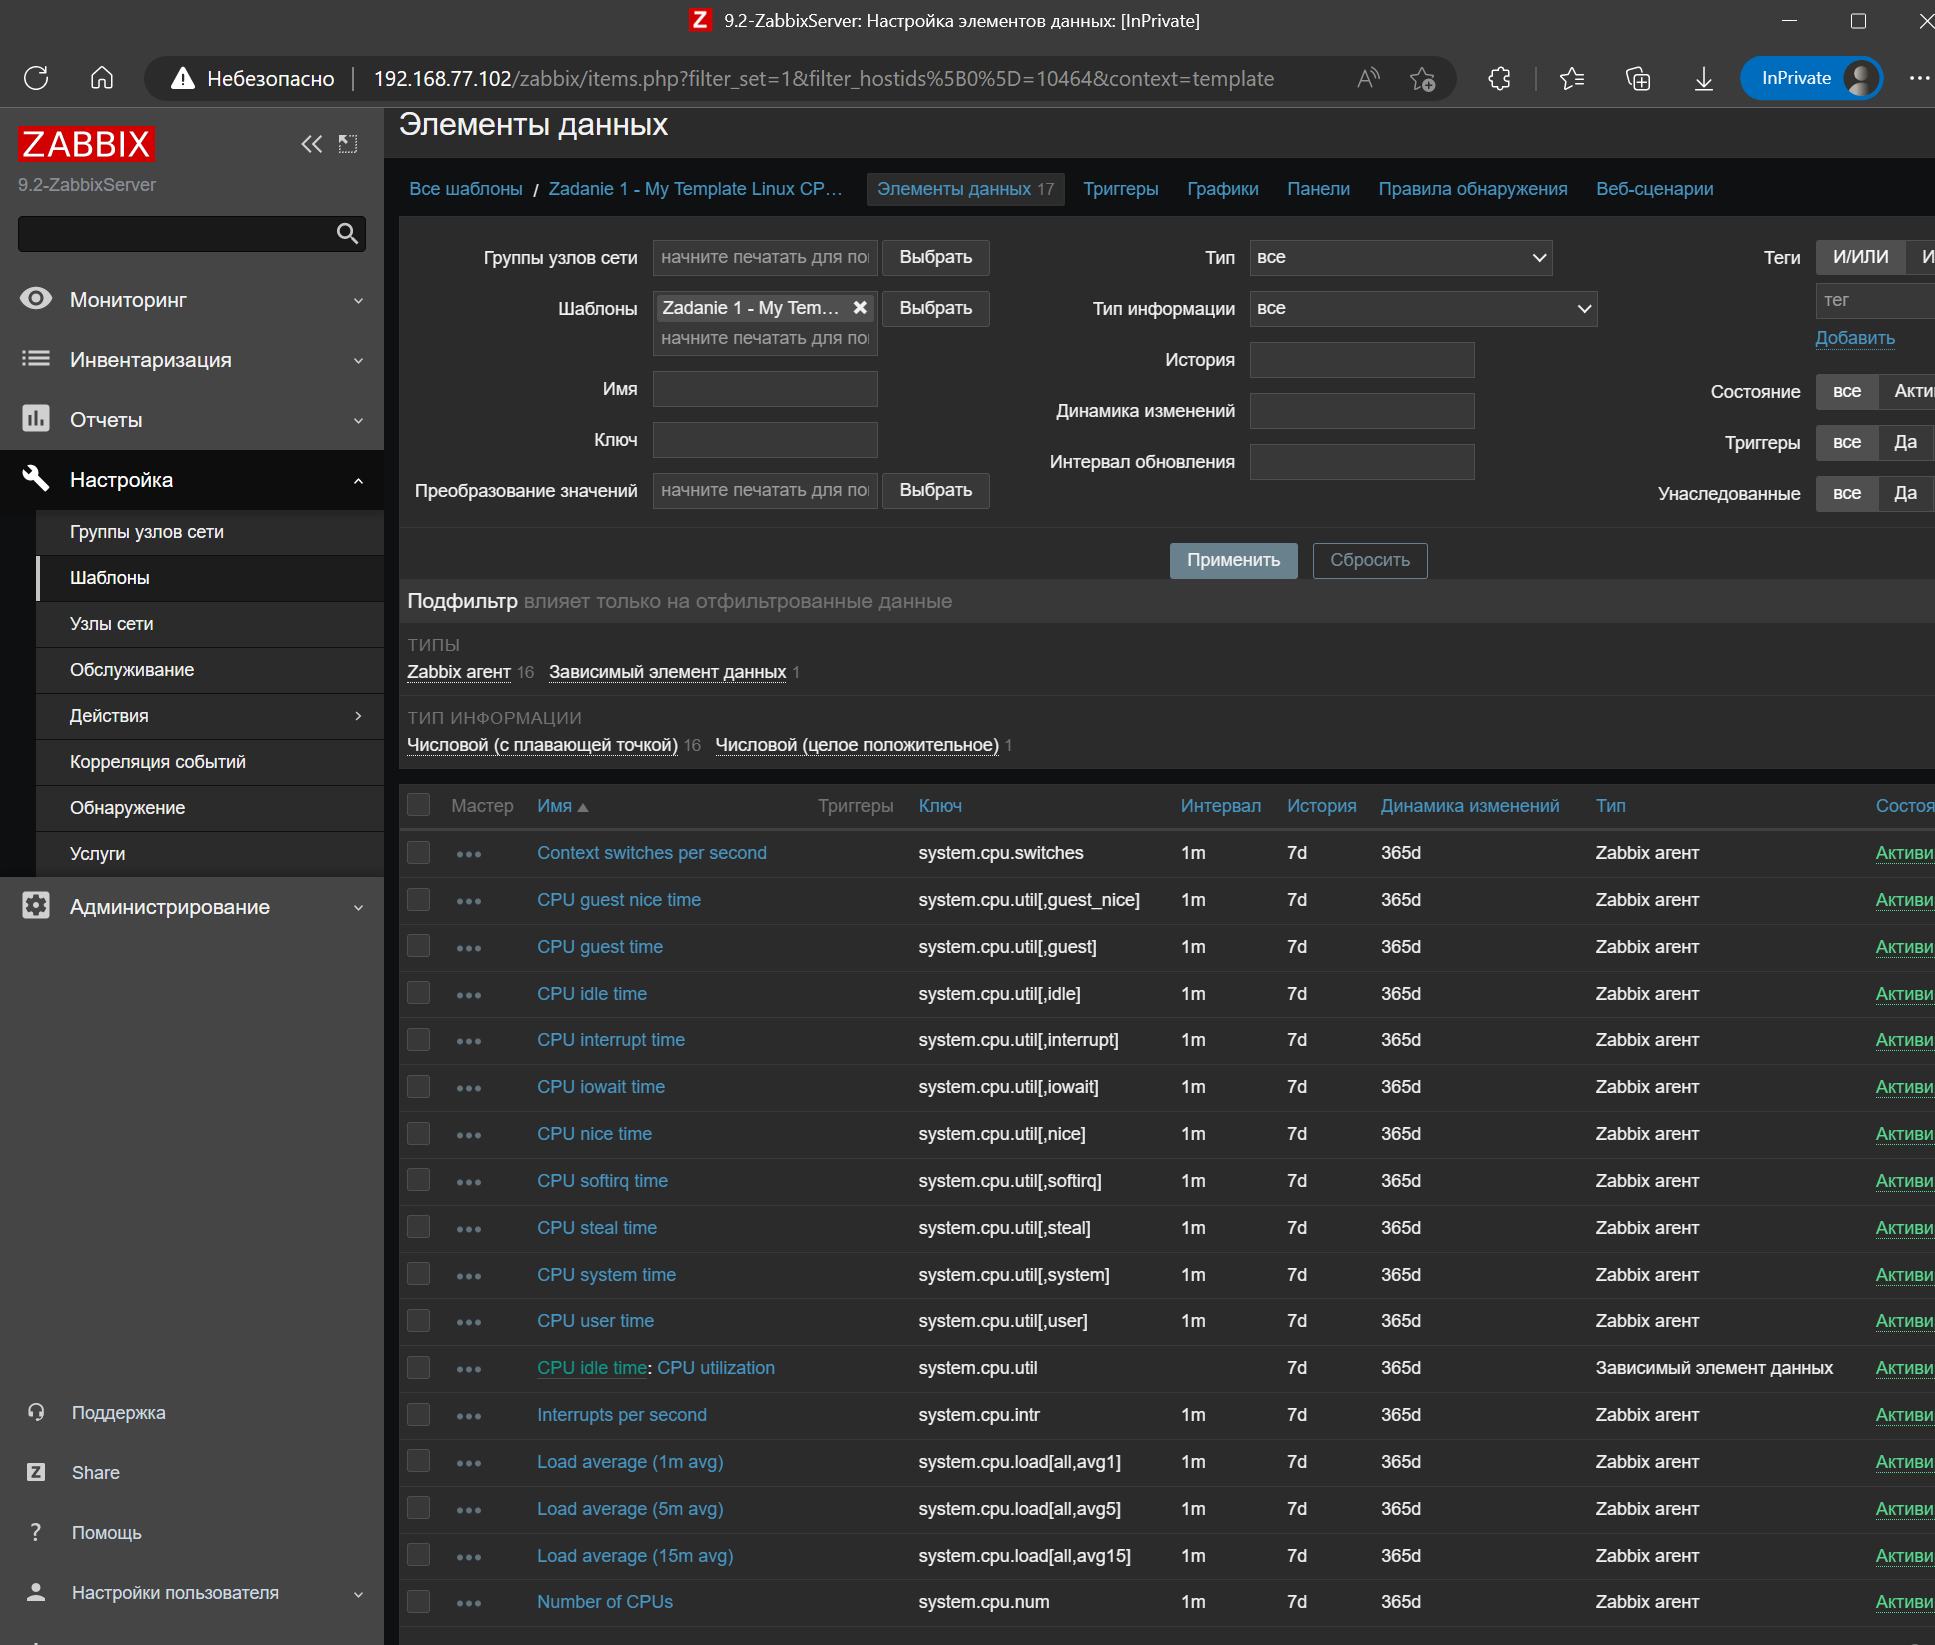 Z 9.2-ZabbixServer: Настройка элементов данных: [InPrivate]
Небезопасно 192.168.77.102/zabbix/items.php?filter_set=1&filter_hostids%5B0%5D=10464&context=template InPrivate
ZABBIX
9.2-ZabbixServer
Мониторинг
Инвентаризация
Отчеты
Настройка
Группы узлов сети
Шаблоны
Узлы сети
Обслуживание
Действия
Корреляция событий
Обнаружение
Услуги
Администрирование
Поддержка
Z Share
? Помощь
Настройки пользователя
Элементы данных
Все шаблоны / Zadanie 1 - My Template Linux CP… Элементы данных 17 Триггеры Графики Панели Правила обнаружения Веб-сценарии
Группы узлов сети начните печатать для по Выбрать
Шаблоны Zadanie 1 - My Tem… Выбрать
начните печатать для по
Имя
Ключ
Преобразование значений начните печатать для по Выбрать
Тип все
Тип информации все
История
Динамика изменений
Интервал обновления
Теги И/ИЛИ И
тег
Добавить
Состояние все Акти
Триггеры все Да
Унаследованные все Да
Применить Сбросить
Подфильтр влияет только на отфильтрованные данные
ТИПЫ
Zabbix агент 16 Зависимый элемент данных 1
ТИП ИНФОРМАЦИИ
Числовой (с плавающей точкой) 16 Числовой (целое положительное) 1
Мастер Имя Триггеры Ключ Интервал История Динамика изменений Тип Состоя
Context switches per second system.cpu.switches 1m 7d 365d Zabbix агент Активи
CPU guest nice time system.cpu.util[,guest_nice] 1m 7d 365d Zabbix агент Активи
CPU guest time system.cpu.util[,guest] 1m 7d 365d Zabbix агент Активи
CPU idle time system.cpu.util[,idle] 1m 7d 365d Zabbix агент Активи
CPU interrupt time system.cpu.util[,interrupt] 1m 7d 365d Zabbix агент Активи
CPU iowait time system.cpu.util[,iowait] 1m 7d 365d Zabbix агент Активи
CPU nice time system.cpu.util[,nice] 1m 7d 365d Zabbix агент Активи
CPU softirq time system.cpu.util[,softirq] 1m 7d 365d Zabbix агент Активи
CPU steal time system.cpu.util[,steal] 1m 7d 365d Zabbix агент Активи
CPU system time system.cpu.util[,system] 1m 7d 365d Zabbix агент Активи
CPU user time system.cpu.util[,user] 1m 7d 365d Zabbix агент Активи
CPU idle time: CPU utilization system.cpu.util 7d 365d Зависимый элемент данных Активи
Interrupts per second system.cpu.intr 1m 7d 365d Zabbix агент Активи
Load average (1m avg) system.cpu.load[all,avg1] 1m 7d 365d Zabbix агент Активи
Load average (5m avg) system.cpu.load[all,avg5] 1m 7d 365d Zabbix агент Активи
Load average (15m avg) system.cpu.load[all,avg15] 1m 7d 365d Zabbix агент Активи
Number of CPUs system.cpu.num 1m 7d 365d Zabbix агент Активи